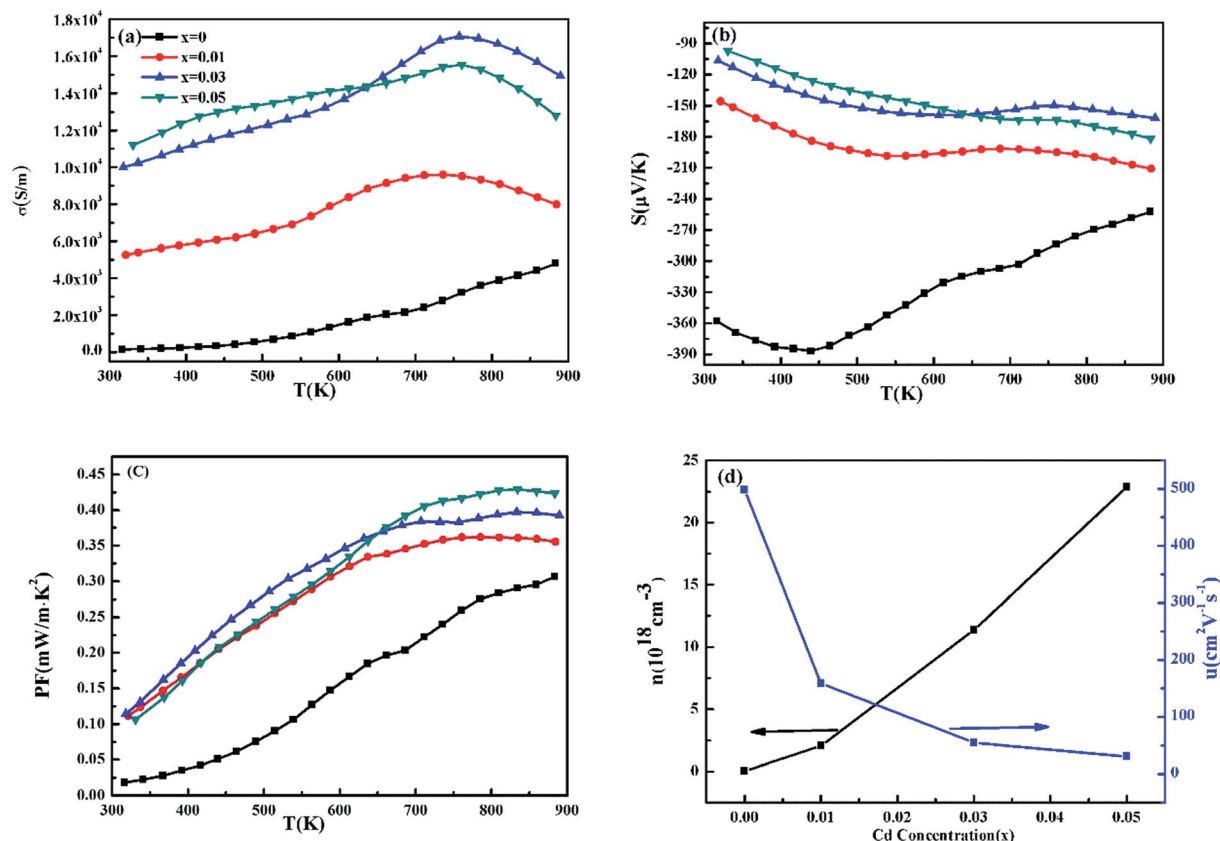 (a)
x=0
x=0.01
x=0.03
x=0.05
1.8x10⁴
1.6x10⁴
1.4x10⁴
1.2x10⁴
1.0x10⁴
8.0x10³
6.0x10³
4.0x10³
2.0x10³
0.0
σ(S/m)
300 400 500 600 700 800 900
T(K)
(b)
-90
-120
-150
-180
-210
-240
-270
-300
-330
-360
-390
S(μV/K)
300 400 500 600 700 800 900
T(K)
(C)
0.45
0.40
0.35
0.30
0.25
0.20
0.15
0.10
0.05
0.00
PF(mW/m·K²)
300 400 500 600 700 800 900
T(K)
(d)
25
20
15
10
5
0
n(10¹⁸cm-3)
500
400
300
200
100
0
u(cm²V⁻¹s⁻¹)
0.00 0.01 0.02 0.03 0.04 0.05
Cd Concentration(x)